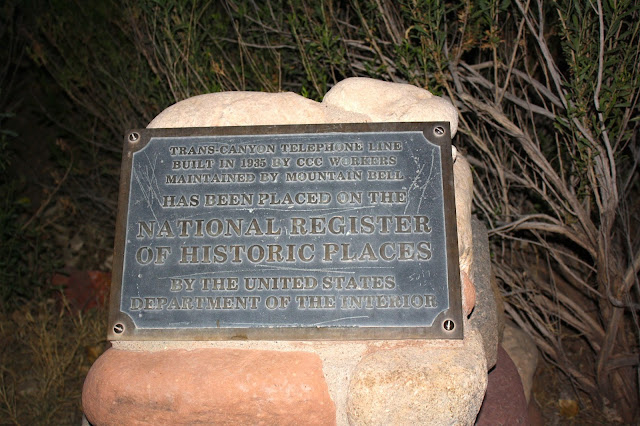 TRANS-CANYON TELEPHONE LINE
BUILT IN 1935 BY CCC WORKERS
MAINTAINED BY MOUNTAIN BELL
HAS BEEN PLACED ON THE
NATIONAL REGISTER
OF HISTORIC PLACES
BY THE UNITED STATES
DEPARTMENT OF THE INTERIOR